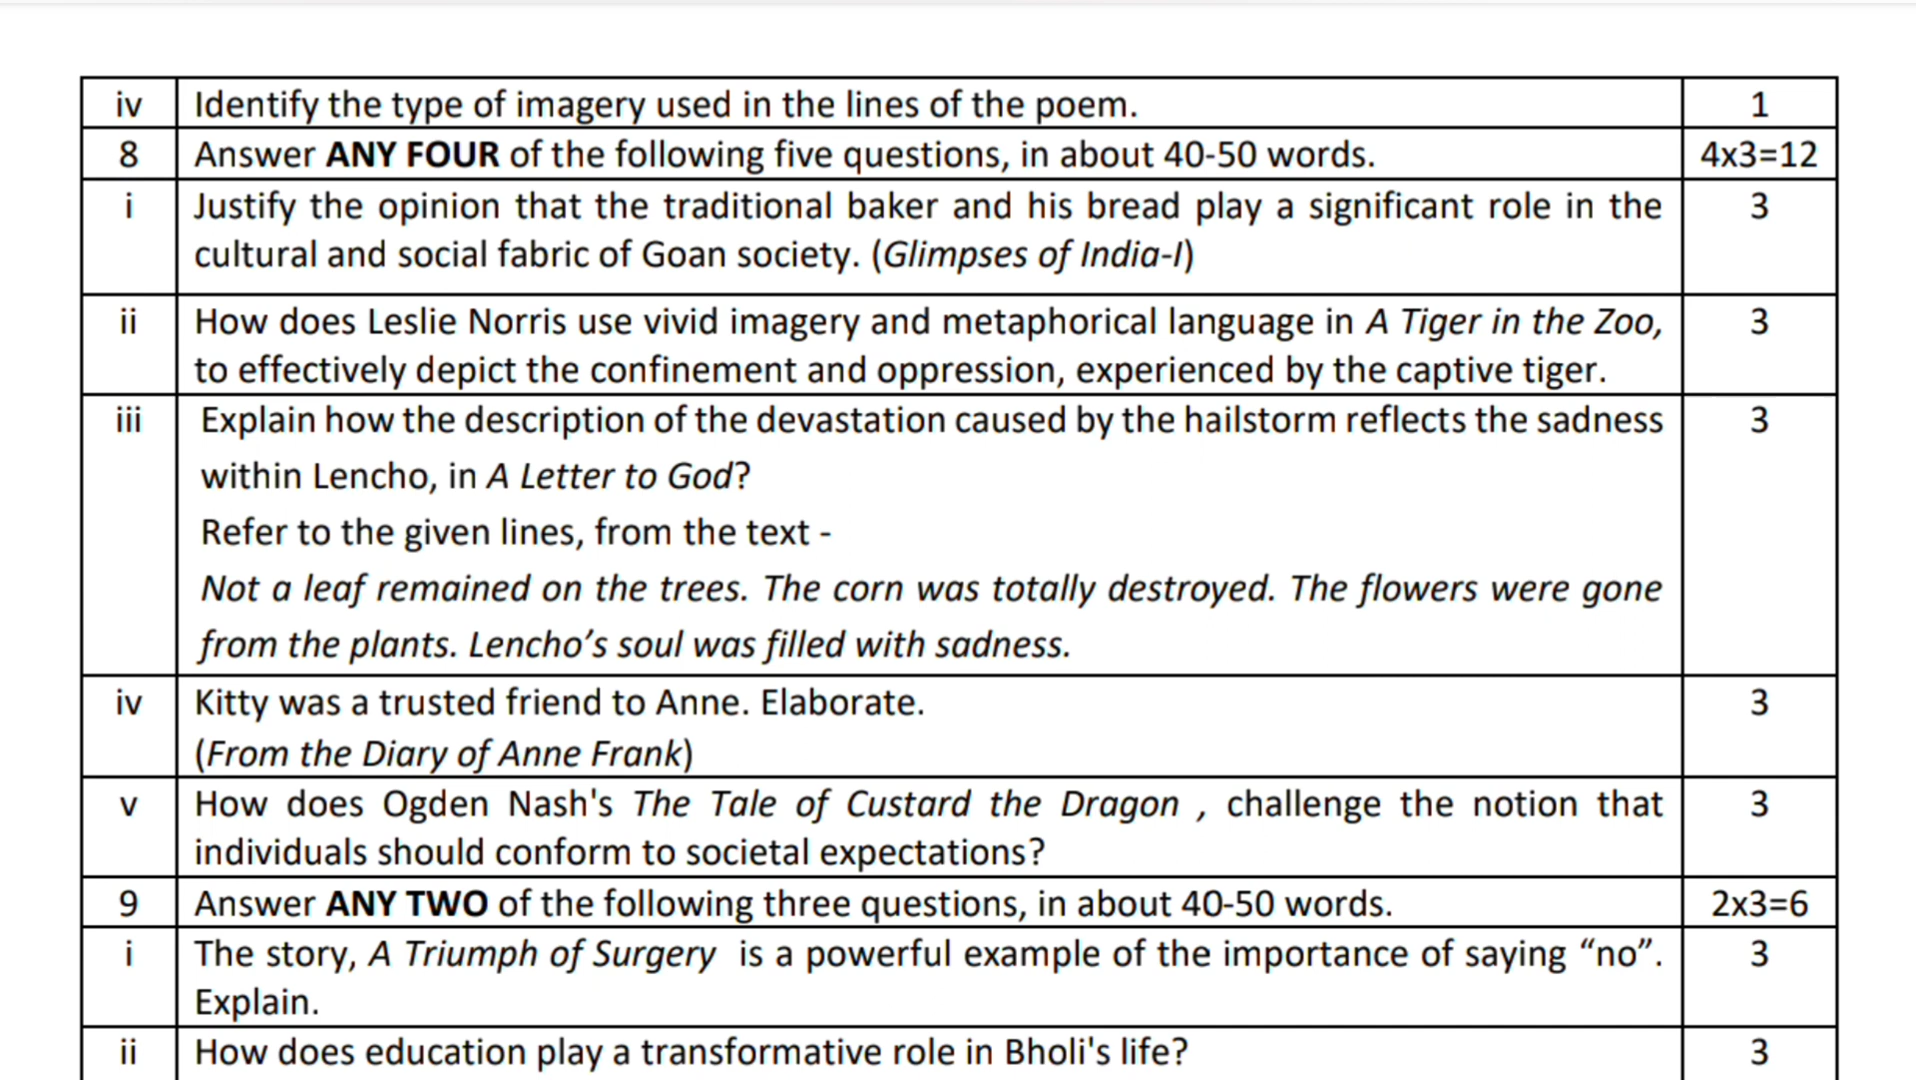 iv Identify the type of imagery used in the lines of the poem. 1
8 Answer ANY FOUR of the following five questions, in about 40-50 words. 4x3=12
i Justify the opinion that the traditional baker and his bread play a significant role in the 3
cultural and social fabric of Goan society. (Glimpses of India-I)
ii How does Leslie Norris use vivid imagery and metaphorical language in A Tiger in the Zoo, 3
to effectively depict the confinement and oppression, experienced by the captive tiger.
iii Explain how the description of the devastation caused by the hailstorm reflects the sadness 3
within Lencho, in A Letter to God?
Refer to the given lines, from the text -
Not a leaf remained on the trees. The corn was totally destroyed. The flowers were gone
from the plants. Lencho’s soul was filled with sadness.
iv Kitty was a trusted friend to Anne. Elaborate. 3
(From the Diary of Anne Frank)
v How does Ogden Nash's The Tale of Custard the Dragon , challenge the notion that 3
individuals should conform to societal expectations?
9 Answer ANY TWO of the following three questions, in about 40-50 words. 2x3=6
i The story, A Triumph of Surgery is a powerful example of the importance of saying “no”. 3
Explain.
ii How does education play a transformative role in Bholi's life? 3